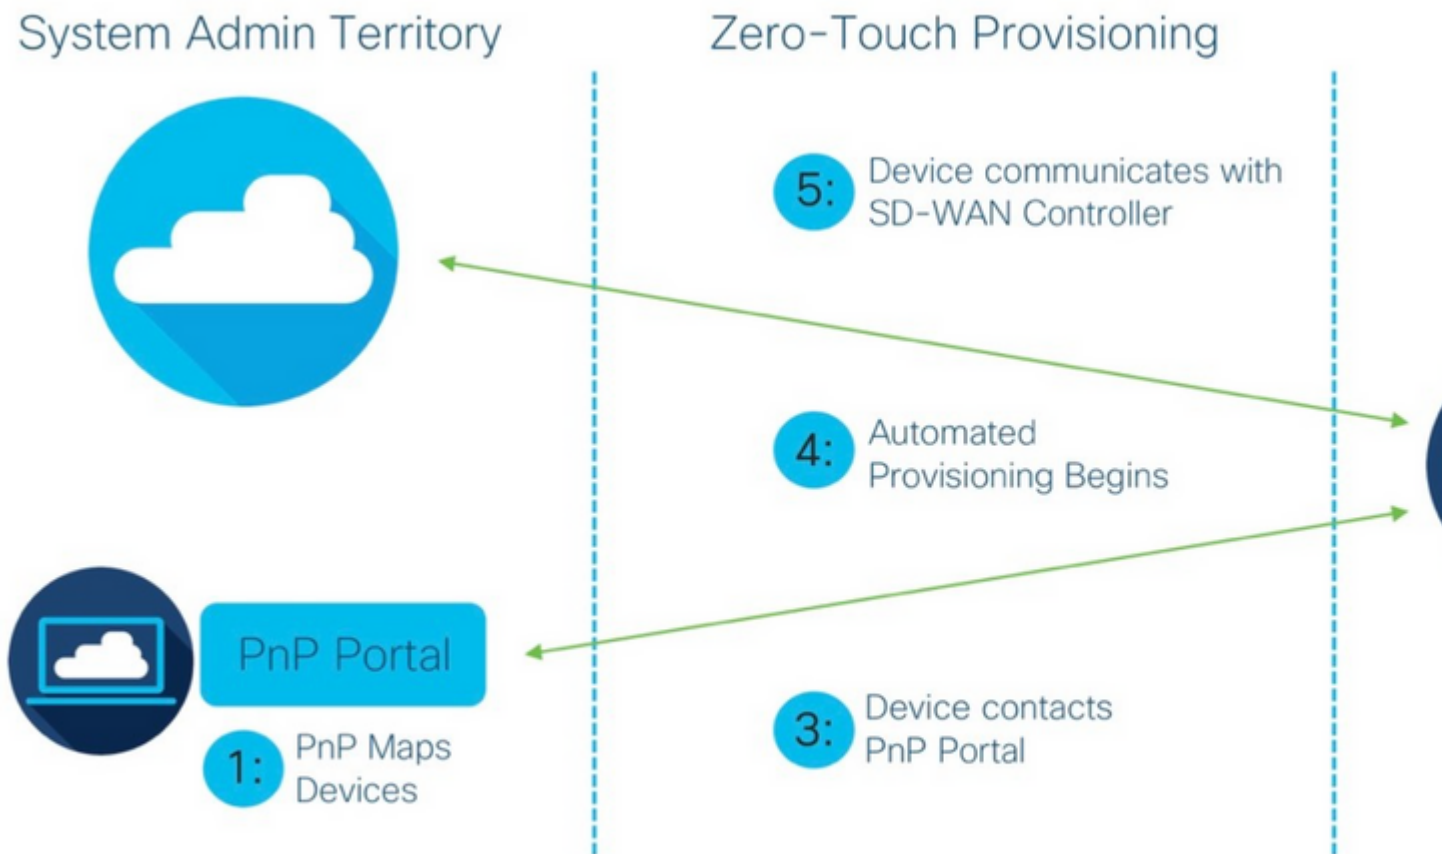 System Admin Territory
Zero-Touch Provisioning
5:
Device communicates with
SD-WAN Controller
4:
Automated
Provisioning Begins
PnP Portal
3:
Device contacts
PnP Portal
1:
PnP Maps
Devices